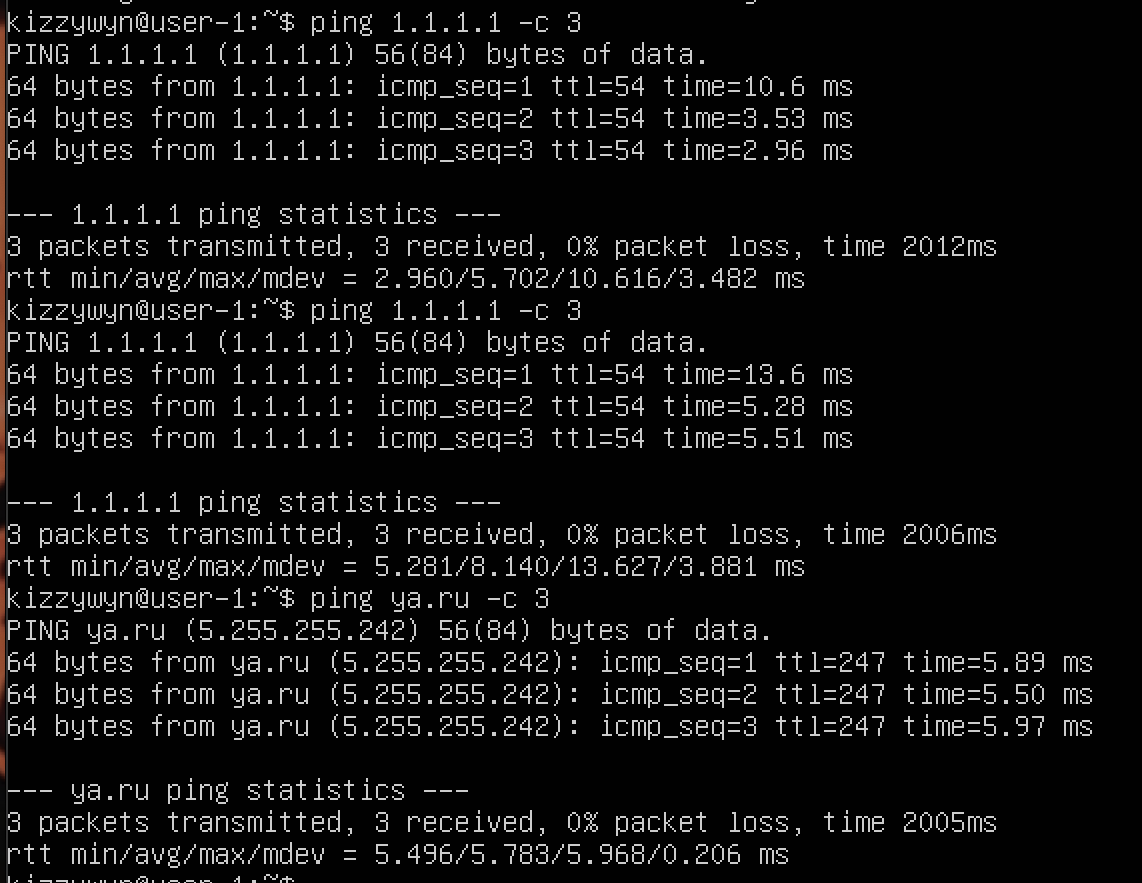 kizzywyn@user-1:~$ ping 1.1.1.1 -c 3
PING 1.1.1.1 (1.1.1.1) 56(84) bytes of data.
64 bytes from 1.1.1.1: icmp_seq=1 ttl=54 time=10.6 ms
64 bytes from 1.1.1.1: icmp_seq=2 ttl=54 time=3.53 ms
64 bytes from 1.1.1.1: icmp_seq=3 ttl=54 time=2.96 ms

--- 1.1.1.1 ping statistics ---
3 packets transmitted, 3 received, 0% packet loss, time 2012ms
rtt min/avg/max/mdev = 2.960/5.702/10.616/3.482 ms
kizzywyn@user-1:~$ ping 1.1.1.1 -c 3
PING 1.1.1.1 (1.1.1.1) 56(84) bytes of data.
64 bytes from 1.1.1.1: icmp_seq=1 ttl=54 time=13.6 ms
64 bytes from 1.1.1.1: icmp_seq=2 ttl=54 time=5.28 ms
64 bytes from 1.1.1.1: icmp_seq=3 ttl=54 time=5.51 ms

--- 1.1.1.1 ping statistics ---
3 packets transmitted, 3 received, 0% packet loss, time 2006ms
rtt min/avg/max/mdev = 5.281/8.140/13.627/3.881 ms
kizzywyn@user-1:~$ ping ya.ru -c 3
PING ya.ru (5.255.255.242) 56(84) bytes of data.
64 bytes from ya.ru (5.255.255.242): icmp_seq=1 ttl=247 time=5.89 ms
64 bytes from ya.ru (5.255.255.242): icmp_seq=2 ttl=247 time=5.50 ms
64 bytes from ya.ru (5.255.255.242): icmp_seq=3 ttl=247 time=5.97 ms

--- ya.ru ping statistics ---
3 packets transmitted, 3 received, 0% packet loss, time 2005ms
rtt min/avg/max/mdev = 5.496/5.783/5.968/0.206 ms
kizzywyn@user-1:~$